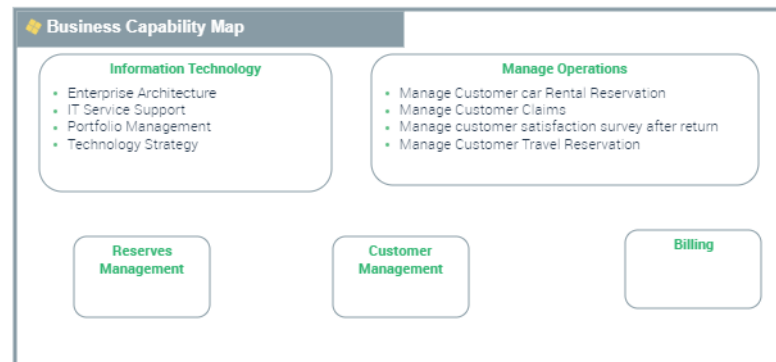 Business Capability Map
Information Technology
Enterprise Architecture
IT Service Support
Portfolio Management
Technology Strategy
Manage Operations
Manage Customer car Rental Reservation
Manage Customer Claims
Manage customer satisfaction survey after return
Manage Customer Travel Reservation
Reserves
Management
Customer
Management
Billing